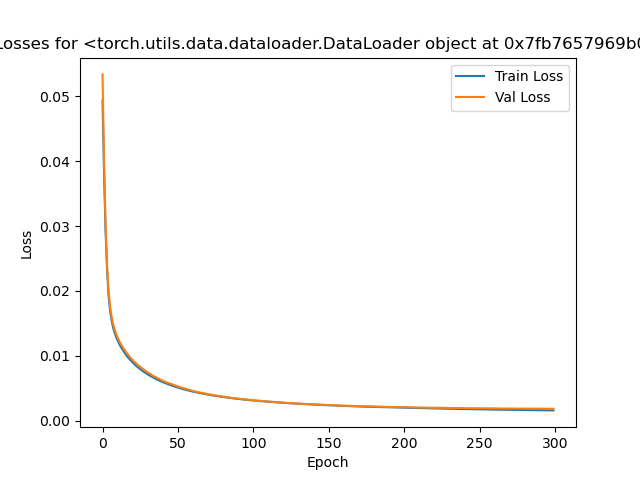 Losses for <torch.utils.data.dataloader.DataLoader object at 0x7fb7657969b0
Train Loss
Val Loss
0.05
0.04
0.03
0.02
0.01
0.00
Loss
0 50 100 150 200 250 300
Epoch